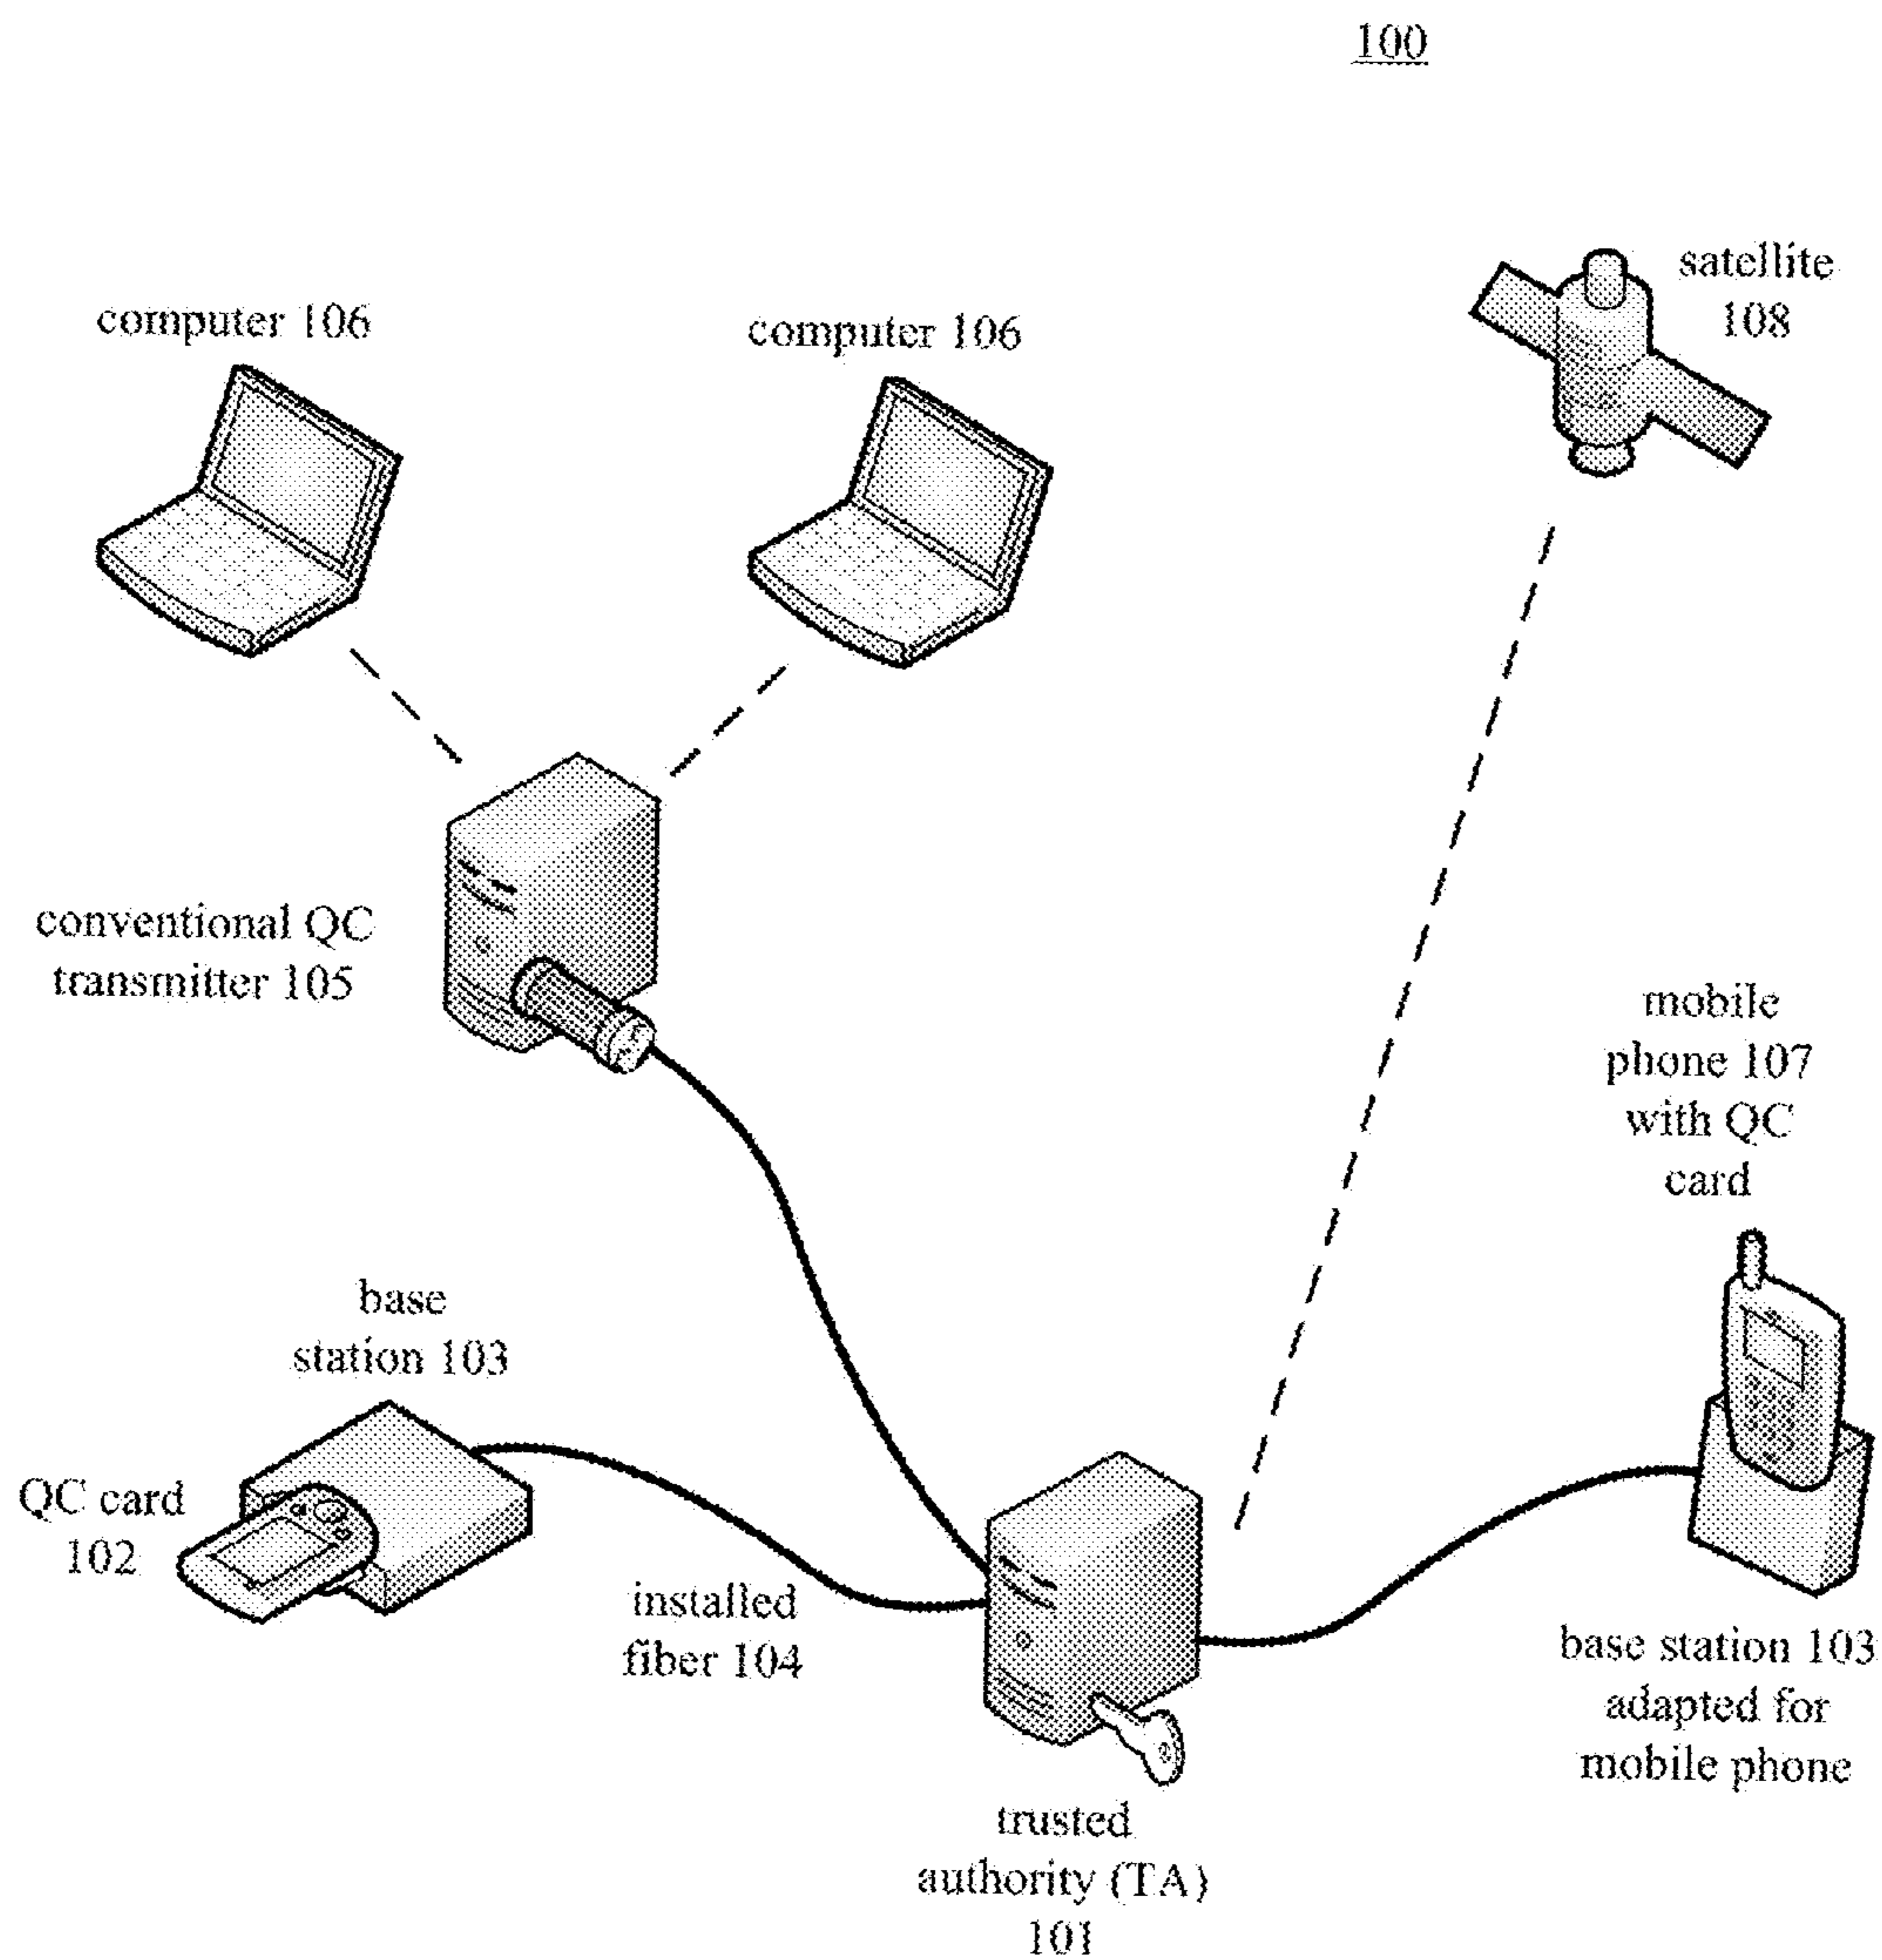 100
satellite
108
computer 106
computer 106
conventional QC
transmitter 105
mobile
phone 107
with QC
card
base
station 103
QC card
102
installed
fiber 104
base station 103
adapted for
mobile phone
trusted
authority (TA)
101